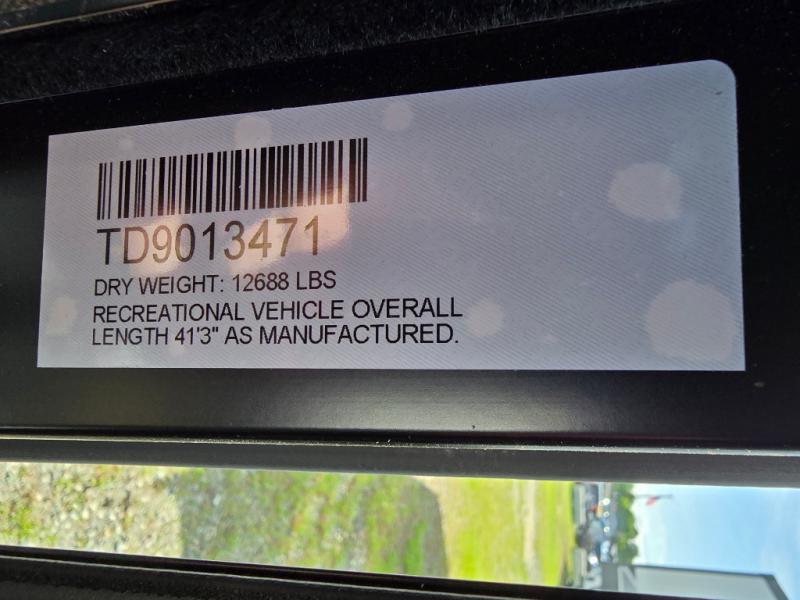 TD9013471
DRY WEIGHT: 12688 LBS
RECREATIONAL VEHICLE OVERALL
LENGTH 41'3" AS MANUFACTURED.